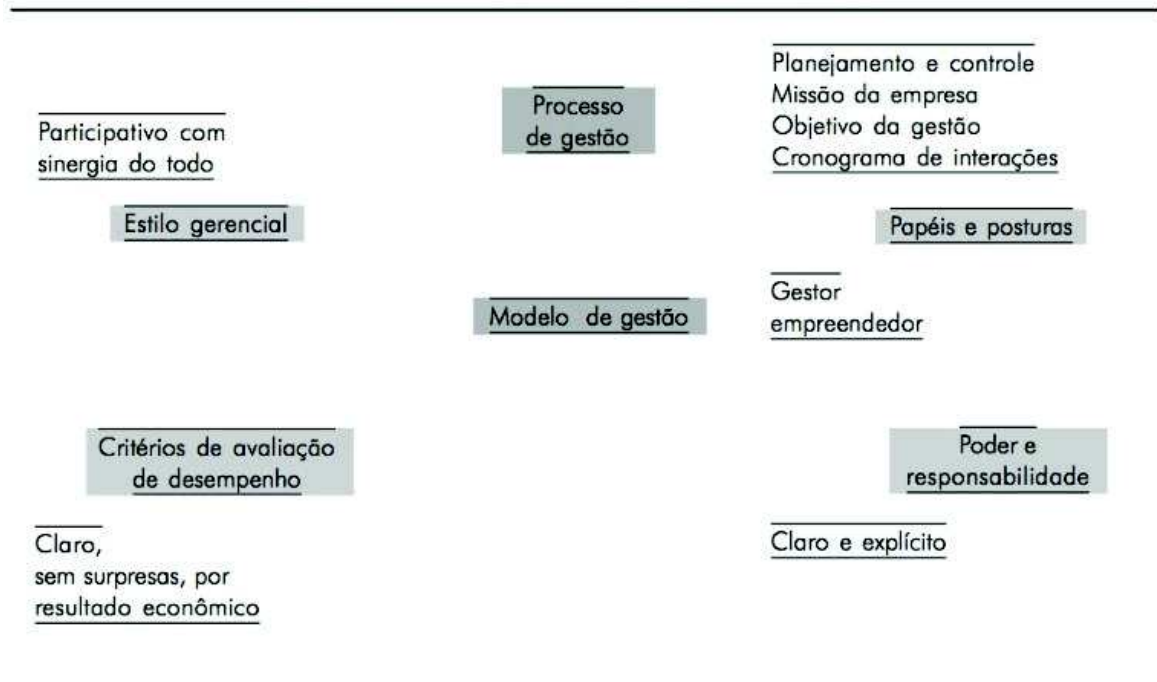 Processo
de gestão
Planejamento e controle
Missão da empresa
Objetivo da gestão
Cronograma de interações
Participativo com
sinergia do todo
Estilo gerencial
Papéis e posturas
Modelo de gestão
Gestor
empreendedor
Critérios de avaliação
de desempenho
Claro,
sem surpresas, por
resultado econômico
Poder e
responsabilidade
Claro e explícito